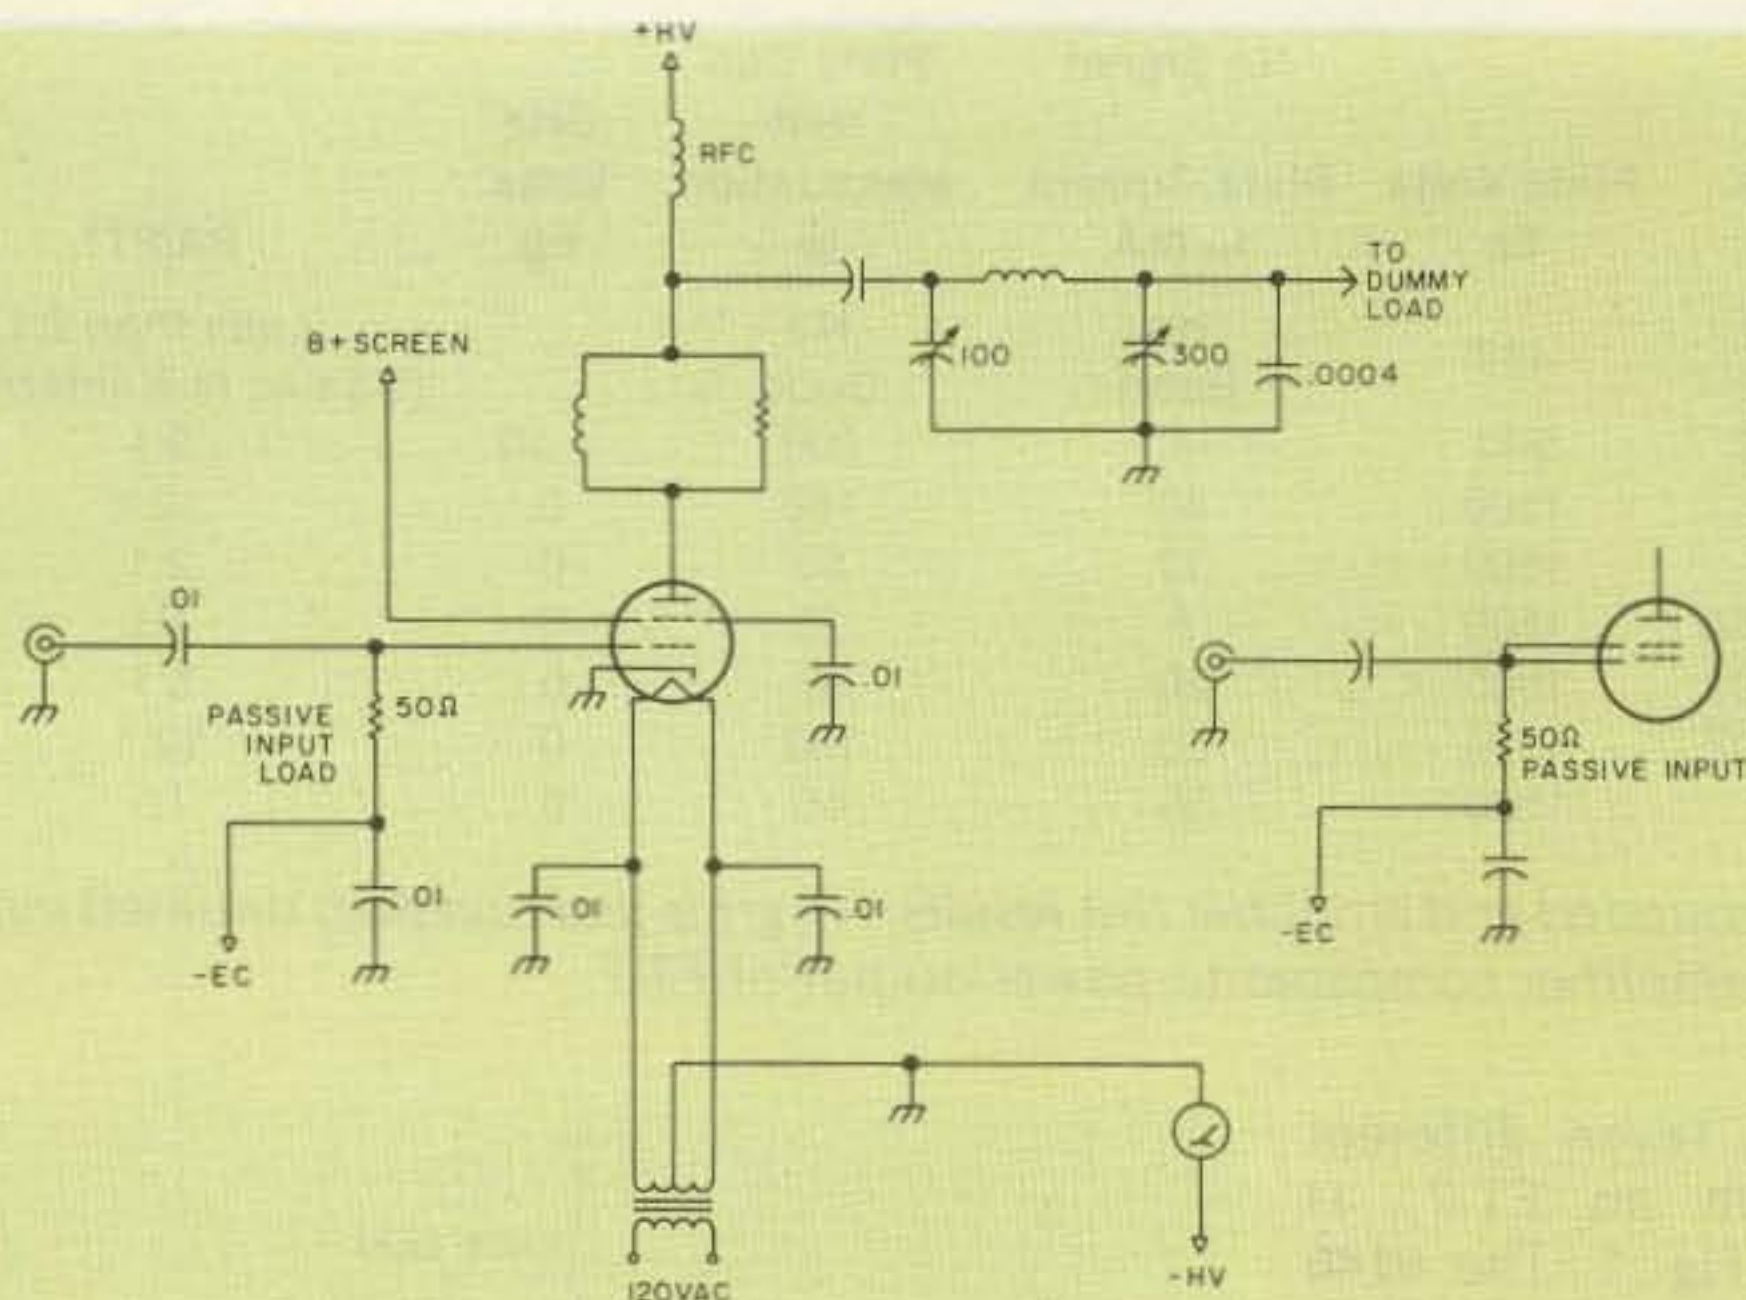 +HV
RFC
TO
DUMMY
LOAD
B+ SCREEN
100
300
.0004
.01
.01
50Ω
PASSIVE
INPUT
LOAD
50Ω
PASSIVE INPUT
.01
.01
.01
-EC
-EC
-HV
120VAC